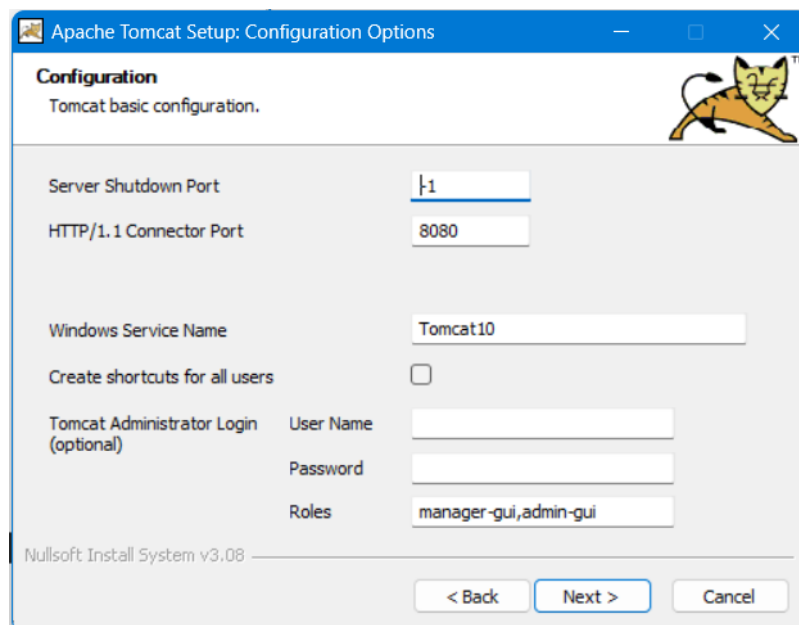 Apache Tomcat Setup: Configuration Options
Configuration
Tomcat basic configuration.
TM
Server Shutdown Port -1
HTTP/1.1 Connector Port 8080
Windows Service Name Tomcat10
Create shortcuts for all users
Tomcat Administrator Login User Name
(optional)
Password
Roles manager-gui,admin-gui
Nullsoft Install System v3.08
< Back Next > Cancel